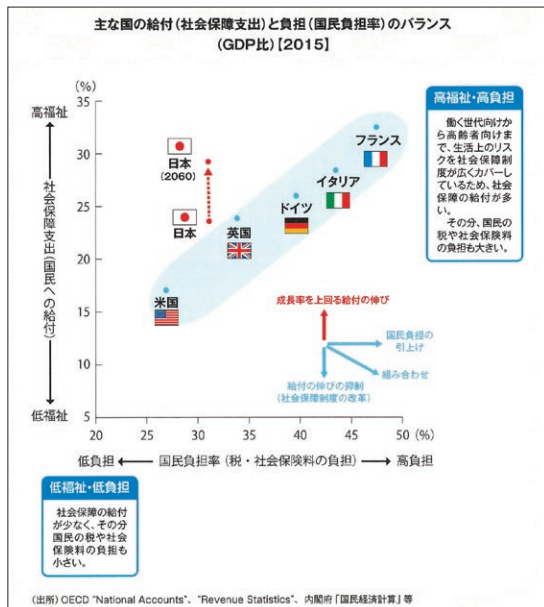 主な国の給付(社会保障支出)と負担(国民負担率)のバランス
(GDP比)【2015】
(%)
35
30
25
20
15
10
5
高福祉
社会保障支出(国民への給付)
低福祉
日本
(2060)
日本
米国
英国
ドイツ
イタリア
フランス
成長率を上回る給付の伸び
国民負担の
引上げ
組み合わせ
給付の伸びの抑制
(社会保障制度の改革)
20
25
30
35
40
45
50
(%)
低負担
国民負担率(税・社会保険料の負担)
高負担
高福祉・高負担
働く世代向けか
ら高齢者向けま
で、生活上のリス
クを社会保障制度
が広くカバーし
ているため、社会
保障の給付が多
い。
その分、国民の
税や社会保険料
の負担も大きい。
低福祉・低負担
社会保障の給付
が少なく、その分
国民の税や社会
保険料の負担も
小さい。
(出所)OECD "National Accounts"、"Revenue Statistics"、内閣府「国民経済計算」等